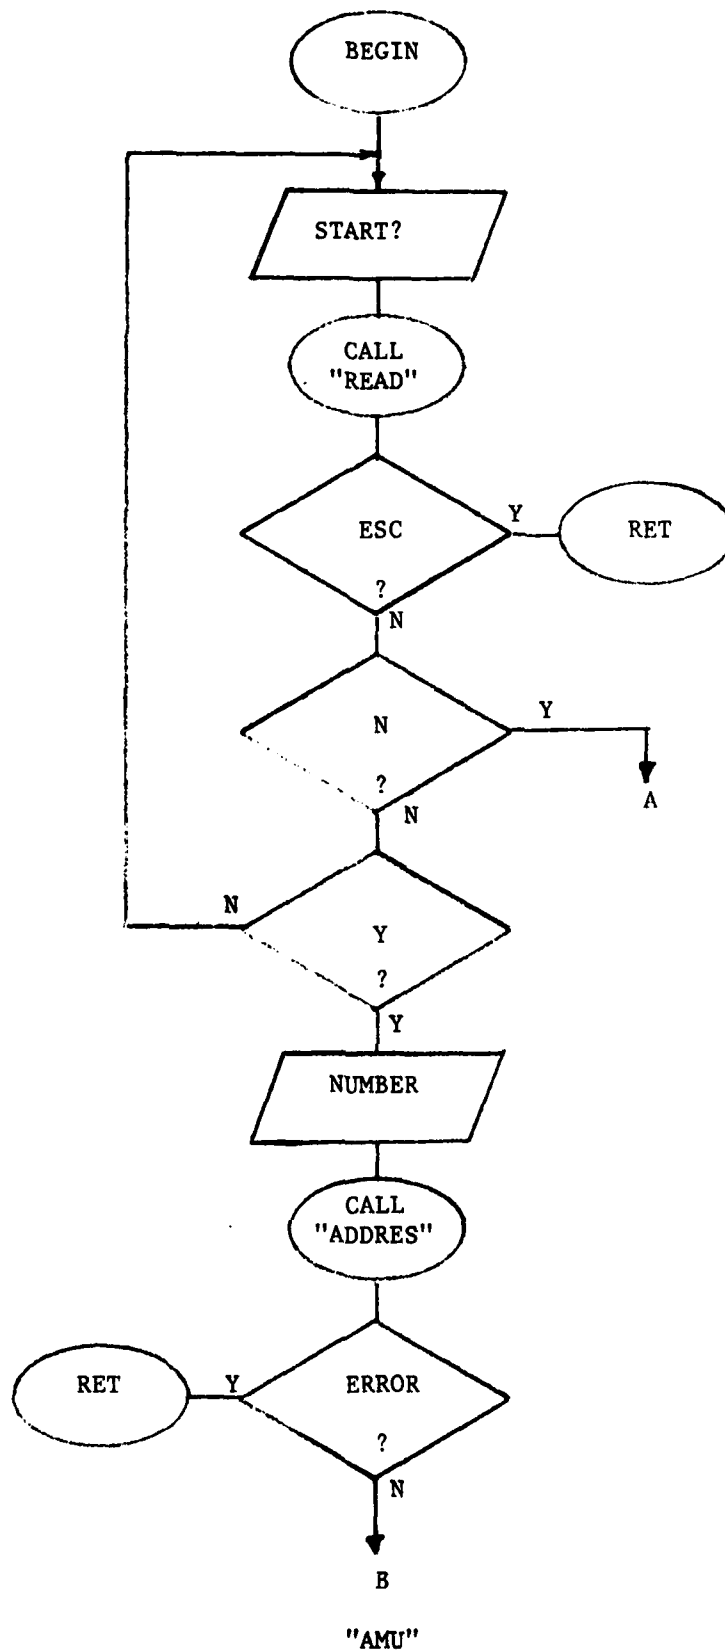 BEGIN
START?
CALL
"READ"
ESC
?
Y
RET
N
N
?
Y
A
N
N
Y
?
Y
NUMBER
CALL
"ADDRES"
RET
Y
ERROR
?
N
B
"AMU"